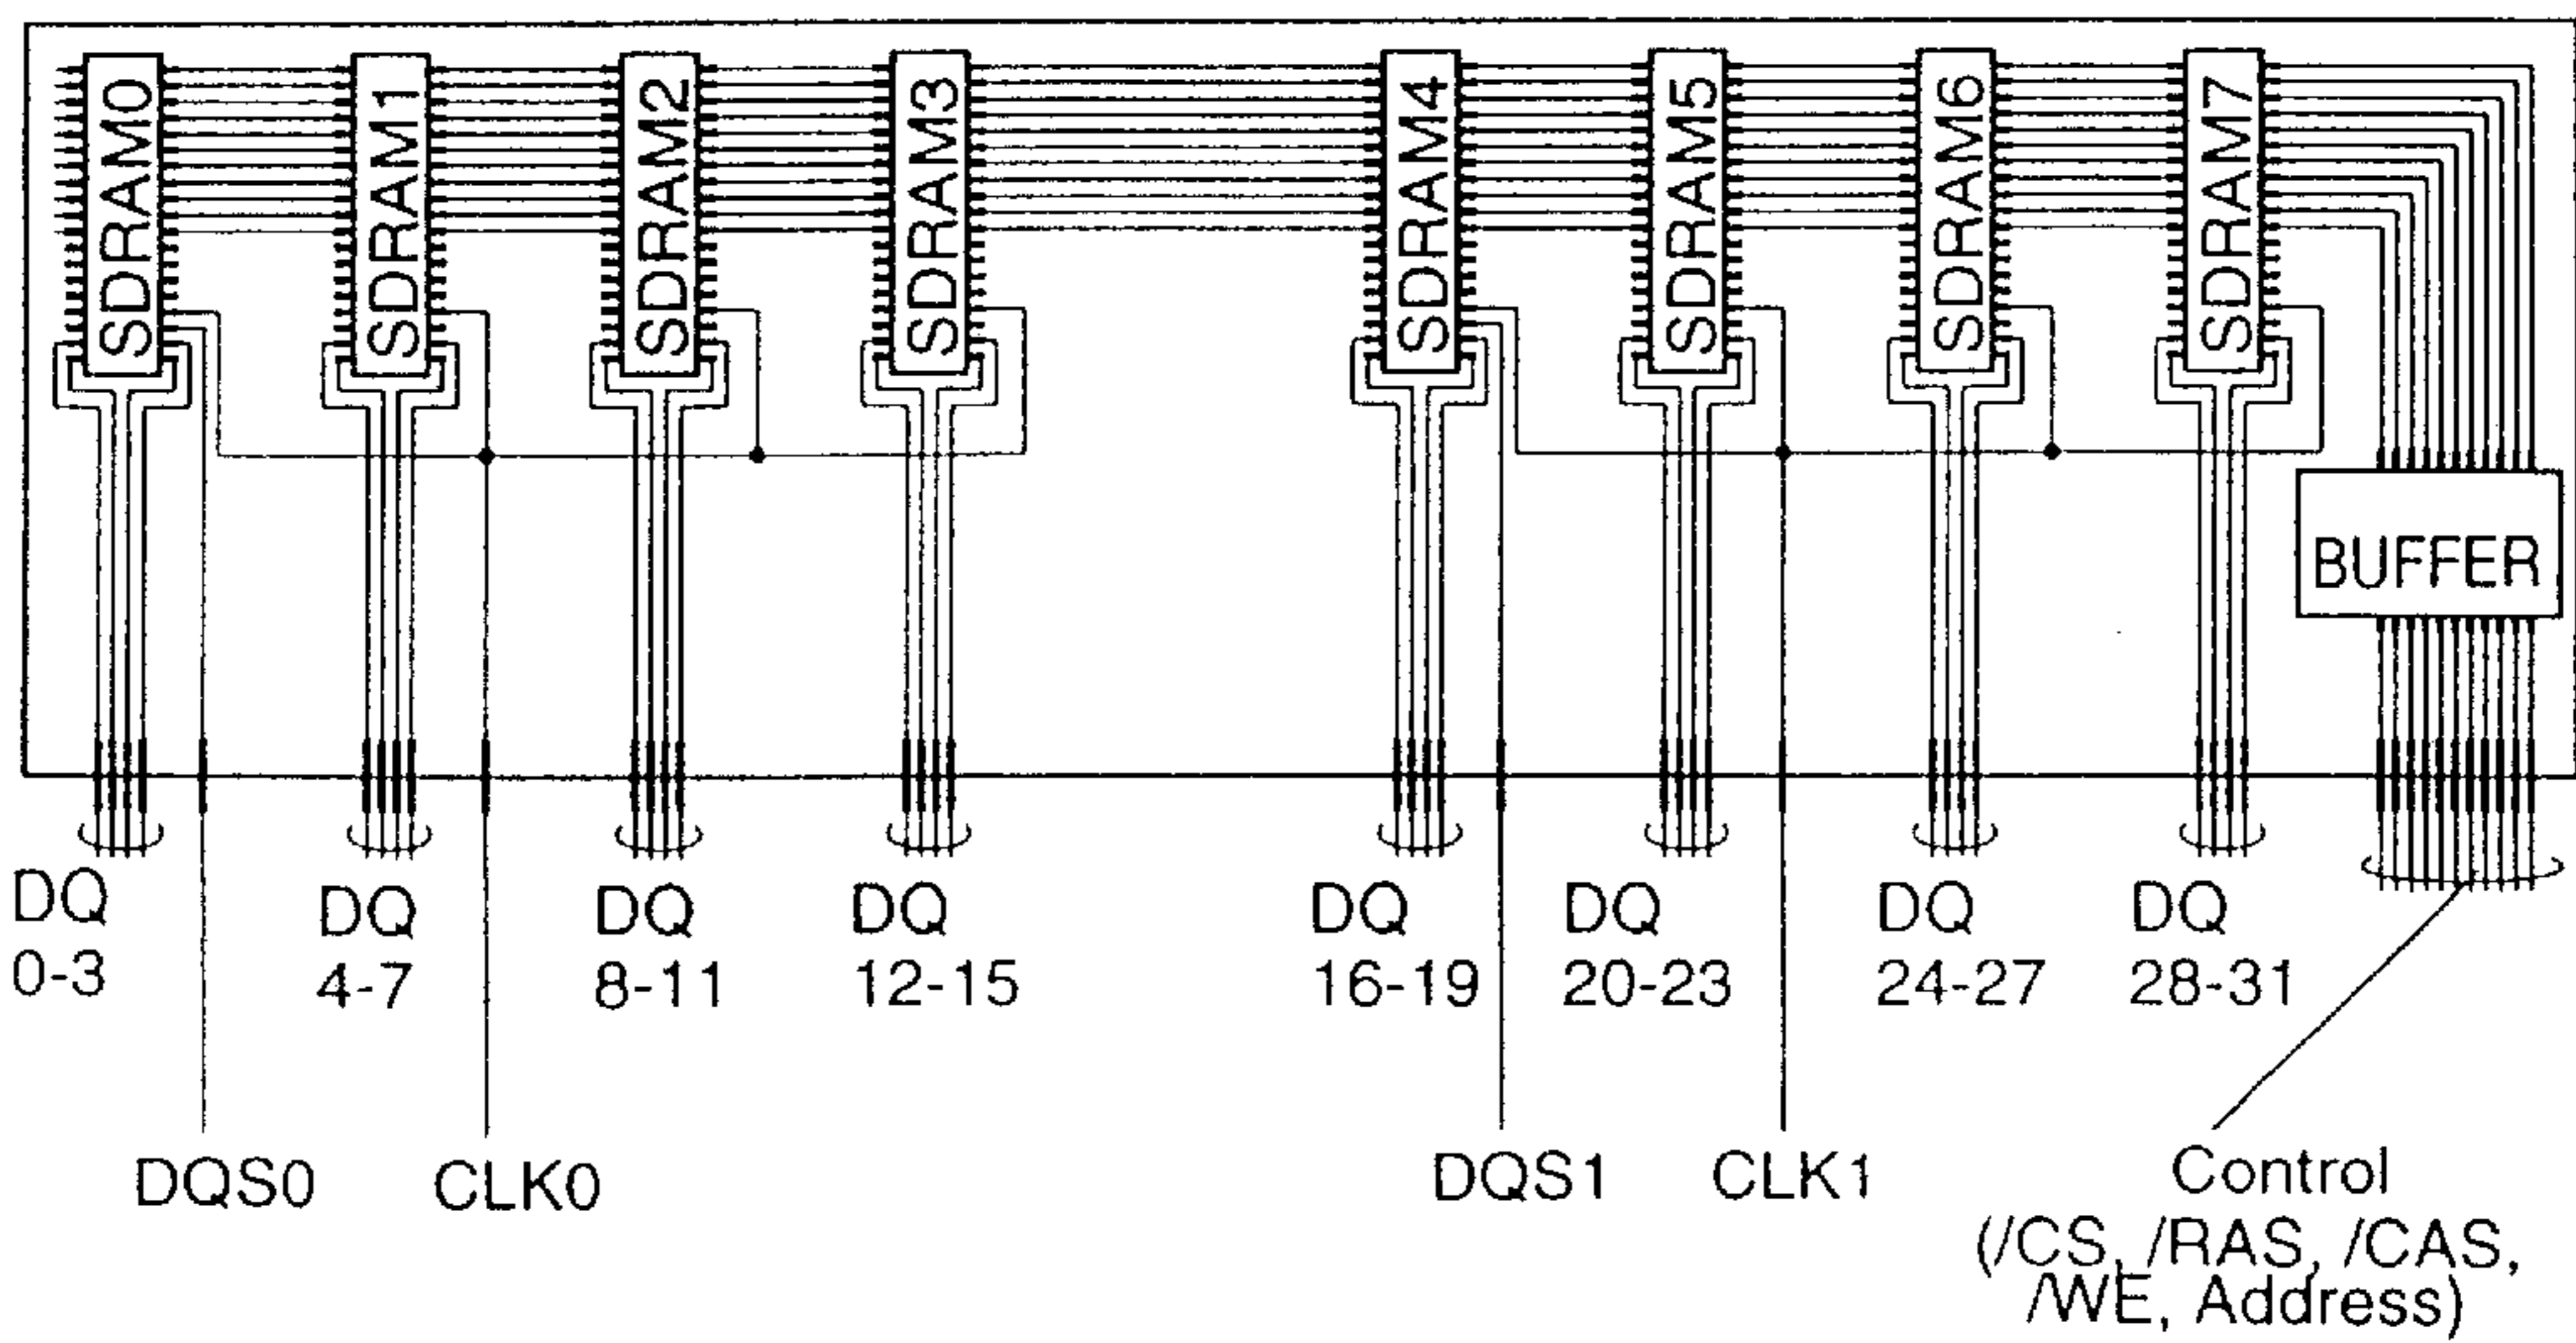 SDRAM0
SDRAM1
SDRAM2
SDRAM3
SDRAM4
SDRAM5
SDRAM6
SDRAM7
BUFFER
DQ
0-3
DQ
4-7
DQ
8-11
DQ
12-15
DQ
16-19
DQ
20-23
DQ
24-27
DQ
28-31
DQS0
CLK0
DQS1
CLK1
Control
(/CS, /RAS, /CAS,
/WE, Address)